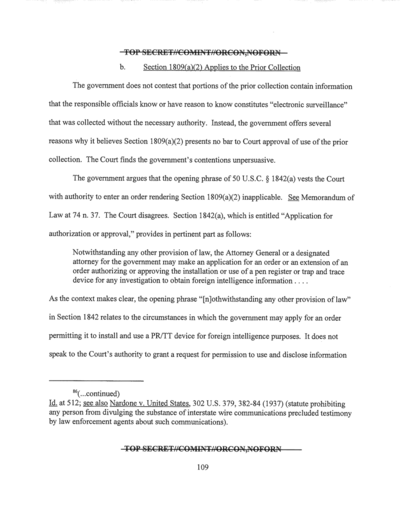 TOP SECRET//COMINT//ORCON,NOFORN
b. Section 1809(a)(2) Applies to the Prior Collection
The government does not contest that portions of the prior collection contain information
that the responsible officials know or have reason to know constitutes "electronic surveillance"
that was collected without the necessary authority. Instead, the government offers several
reasons why it believes Section 1809(a)(2) presents no bar to Court approval of use of the prior
collection. The Court finds the government's contentions unpersuasive.
The government argues that the opening phrase of 50 U.S.C. § 1842(a) vests the Court
with authority to enter an order rendering Section 1809(a)(2) inapplicable. See Memorandum of
Law at 74 n. 37. The Court disagrees. Section 1842(a), which is entitled "Application for
authorization or approval," provides in pertinent part as follows:
Notwithstanding any other provision of law, the Attorney General or a designated
attorney for the government may make an application for an order or an extension of an
order authorizing or approving the installation or use of a pen register or trap and trace
device for any investigation to obtain foreign intelligence information . . . .
As the context makes clear, the opening phrase "[n]othwithstanding any other provision of law"
in Section 1842 relates to the circumstances in which the government may apply for an order
permitting it to install and use a PR/TT device for foreign intelligence purposes. It does not
speak to the Court's authority to grant a request for permission to use and disclose information
(...continued)
Id. at 512; see also Nardone v. United States, 302 U.S. 379, 382-84 (1937) (statute prohibiting
any person from divulging the substance of interstate wire communications precluded testimony
by law enforcement agents about such communications).
TOP SECRET//COMINT//ORCON,NOFORN
109